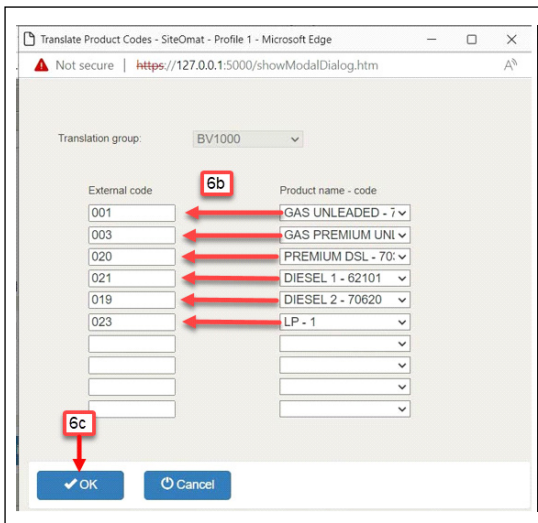 Translate Product Codes - SiteOmat - Profile 1 - Microsoft Edge
Not secure | https://127.0.0.1:5000/showModalDialog.htm
Translation group: BV1000
6b
External code Product name - code
001 GAS UNLEADED - 7
003 GAS PREMIUM UNL
020 PREMIUM DSL - 70
021 DIESEL 1 - 62101
019 DIESEL 2 - 70620
023 LP - 1
6c
OK Cancel